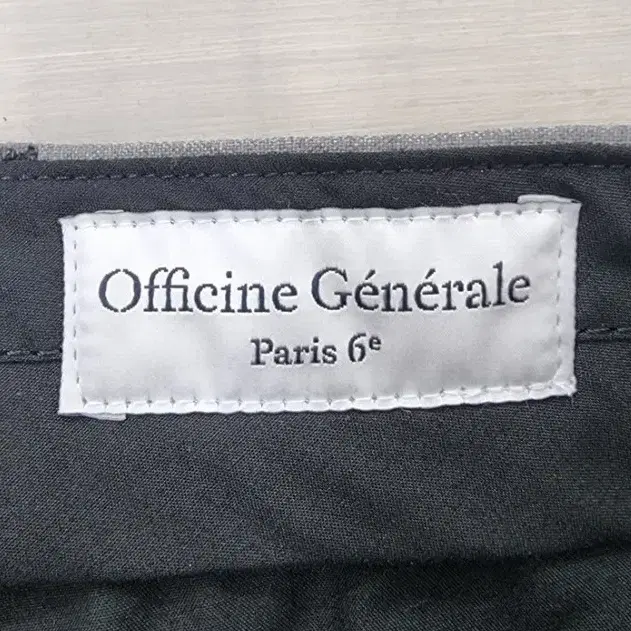 Officine Générale
Paris 6ᵉ